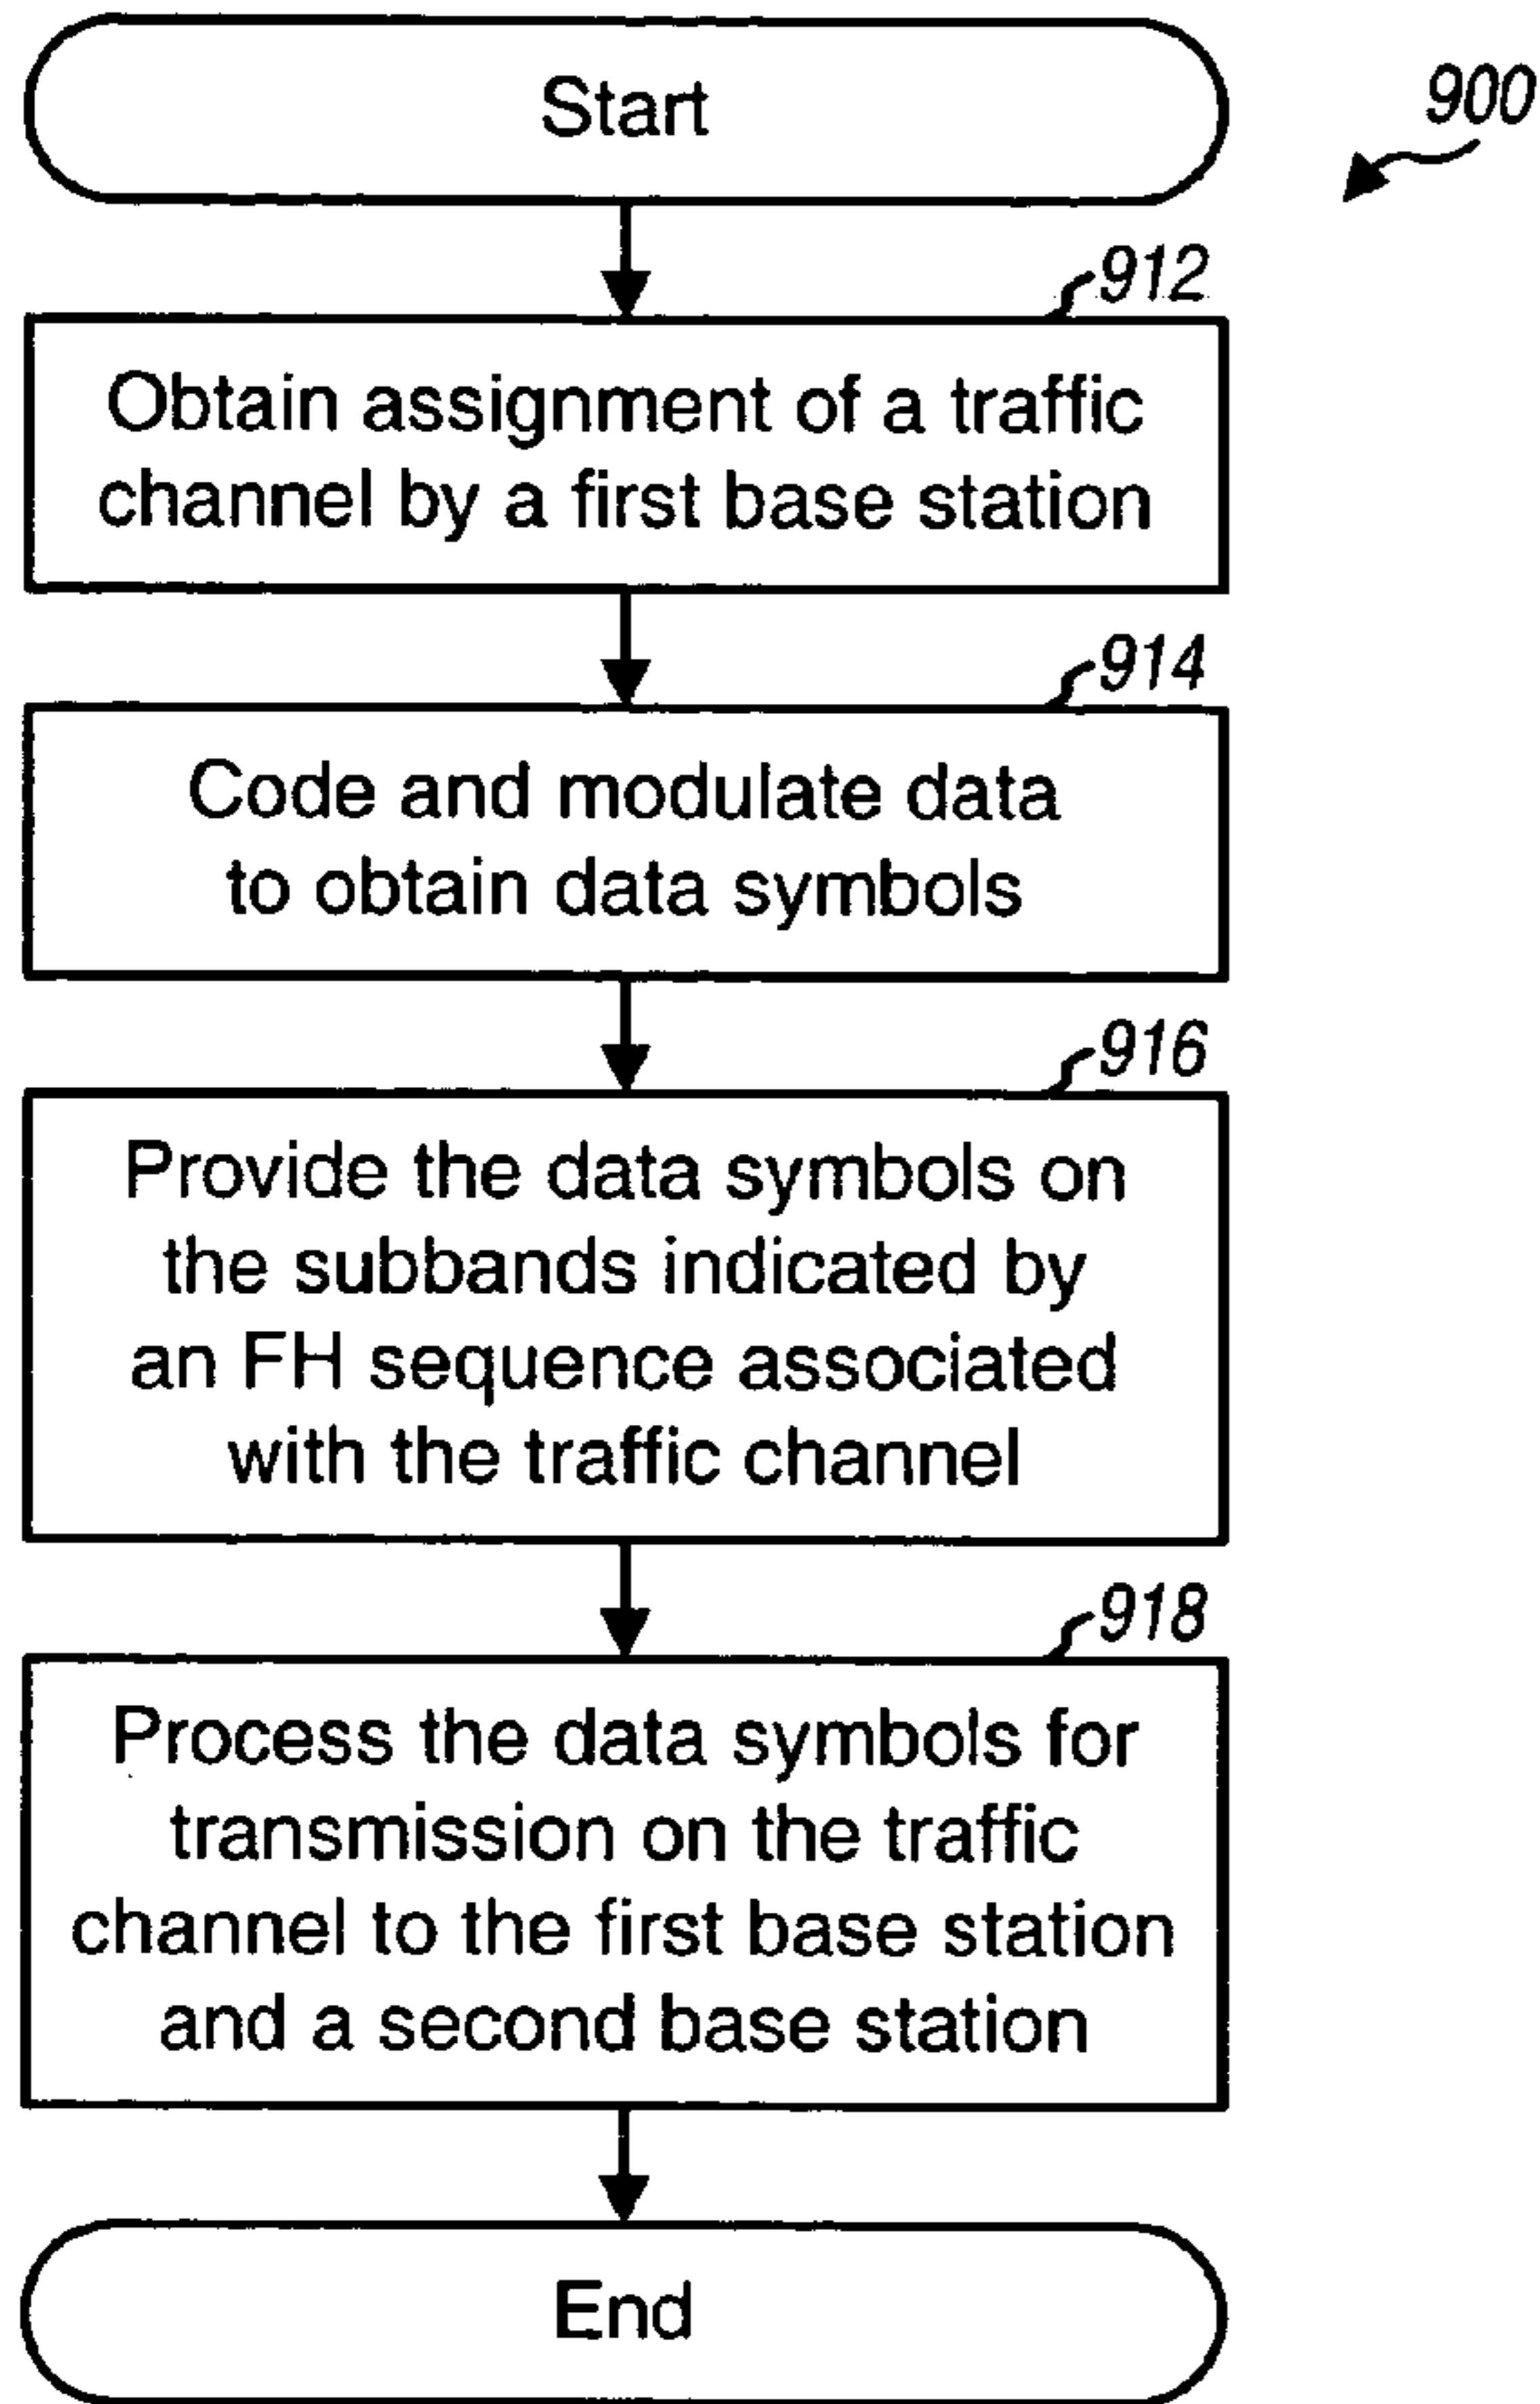 Start
900
912
Obtain assignment of a traffic
channel by a first base station
914
Code and modulate data
to obtain data symbols
916
Provide the data symbols on
the subbands indicated by
an FH sequence associated
with the traffic channel
918
Process the data symbols for
transmission on the traffic
channel to the first base station
and a second base station
End